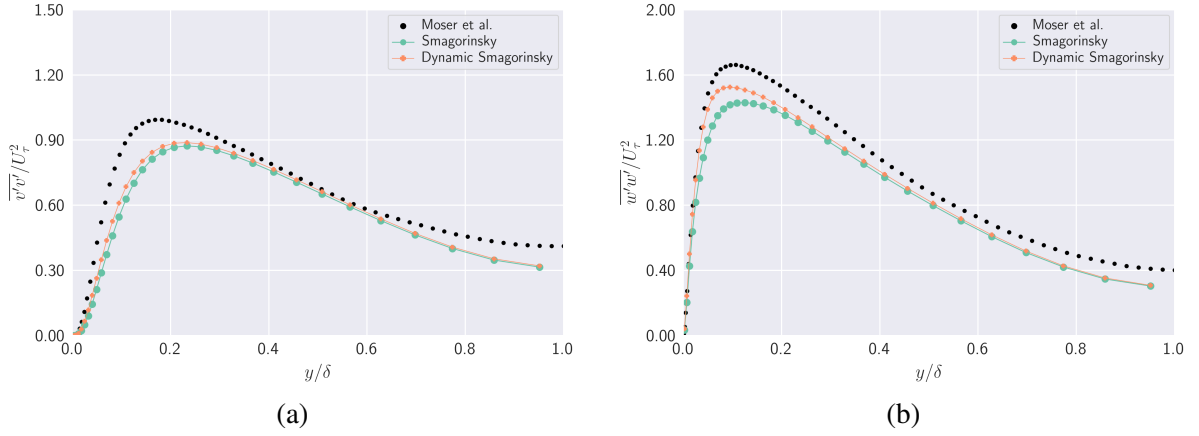 1.50
1.20
0.90
0.60
0.30
0.00
0.0 0.2 0.4 0.6 0.8 1.0
y/δ
v′v′/U_τ^2
Moser et al.
Smagorinsky
Dynamic Smagorinsky
(a)
2.00
1.60
1.20
0.80
0.40
0.00
0.0 0.2 0.4 0.6 0.8 1.0
y/δ
w′w′/U_τ^2
Moser et al.
Smagorinsky
Dynamic Smagorinsky
(b)